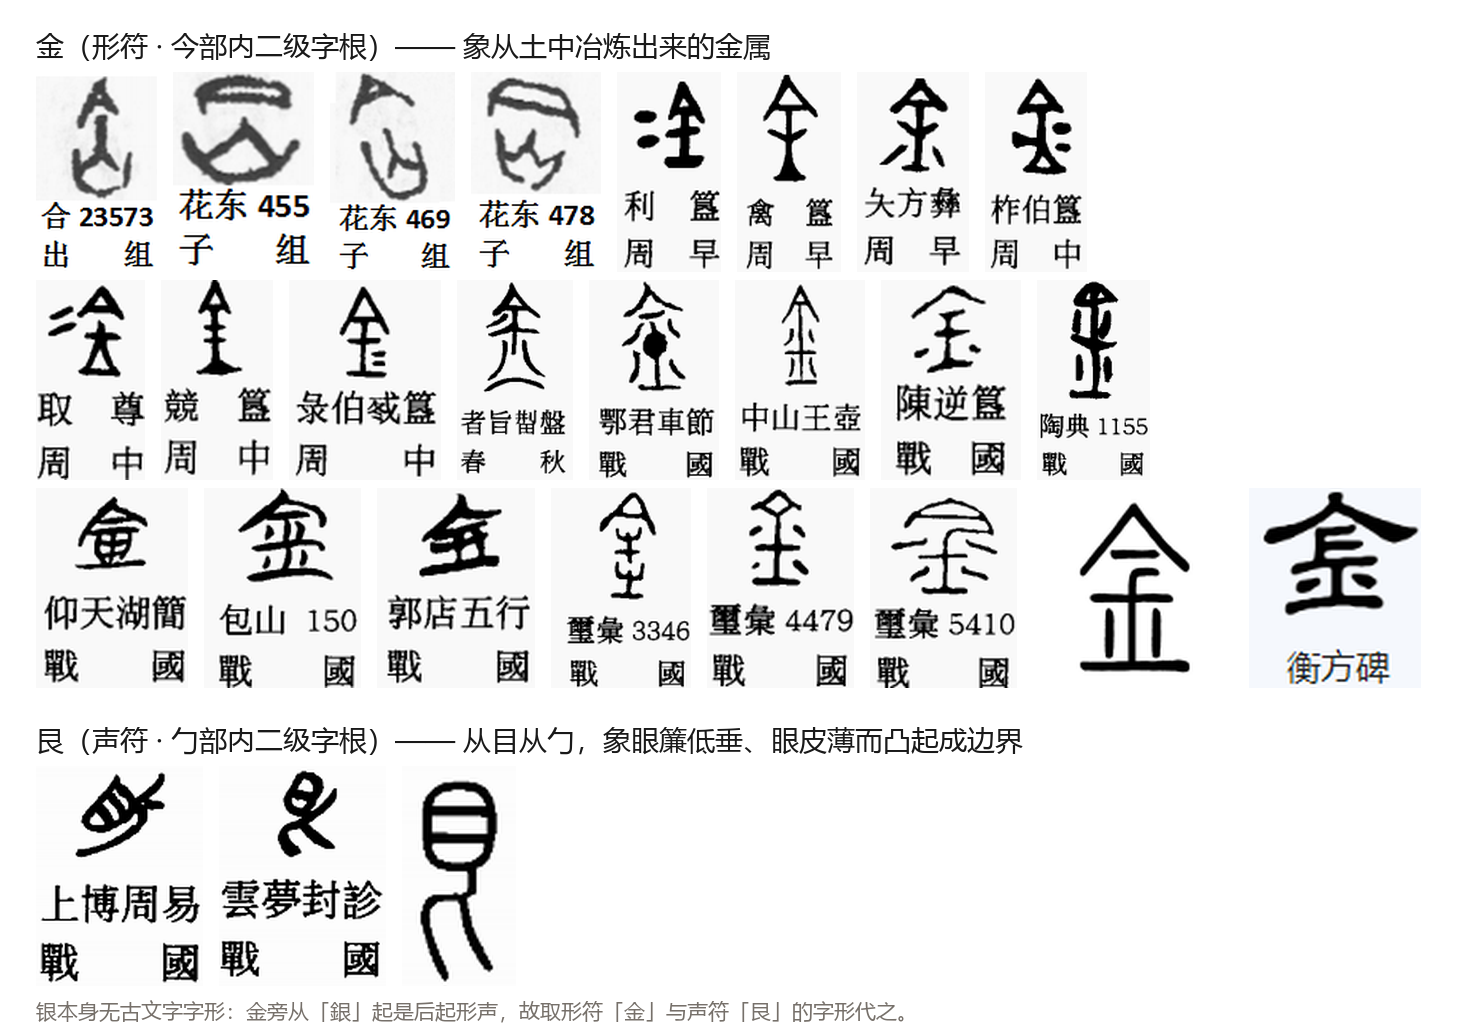 金（形符 · 今部内二级字根）—— 象从土中冶炼出来的金属
合 23573 花东 455 花东 469 花东 478 利簋 禽簋 夨方彝 柞伯簋
出组 子组 子组 子组 周早 周早 周早 周中
取尊 競簋 彔伯㦰簋 者旨㓷盤 鄂君車節 中山王壺 陳逆簋 陶典 1155
周中 周中 周中 春秋 戰國 戰國 戰國 戰國
仰天湖簡 包山 150 郭店五行 璽彙 3346 璽彙 4479 璽彙 5410 衡方碑
戰國 戰國 戰國 戰國 戰國 戰國
艮（声符 · 勹部内二级字根）—— 从目从勹，象眼簾低垂、眼皮薄而凸起成边界
上博周易 雲夢封診
戰國 戰國
银本身无古文字字形：金旁从「銀」起是后起形声，故取形符「金」与声符「艮」的字形代之。